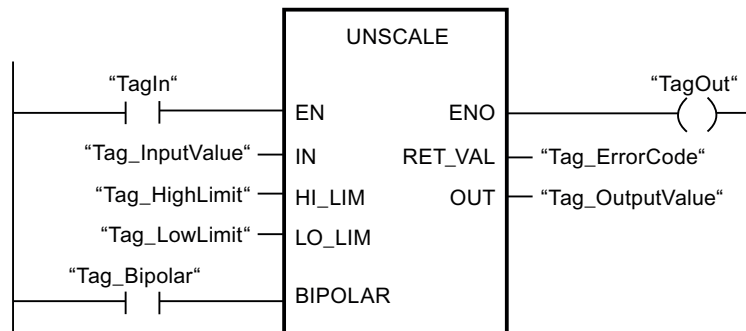 UNSCALE
“TagIn“
“TagOut“
EN
ENO
“Tag_InputValue“
IN
RET_VAL
“Tag_ErrorCode“
“Tag_HighLimit“
HI_LIM
OUT
“Tag_OutputValue“
“Tag_LowLimit“
LO_LIM
“Tag_Bipolar“
BIPOLAR